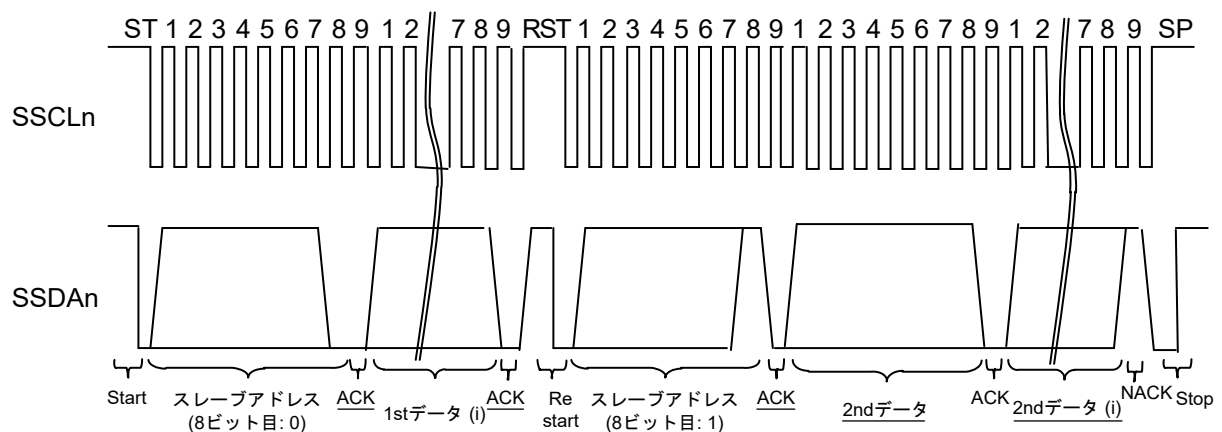 ST 1 2 3 4 5 6 7 8 9 1 2 7 8 9 RST 1 2 3 4 5 6 7 8 9 1 2 3 4 5 6 7 8 9 1 2 7 8 9 SP
SSCLn
SSDAn
Start
スレーブアドレス
(8ビット目: 0)
ACK
1stデータ (i)
ACK
Re
start
スレーブアドレス
(8ビット目: 1)
ACK
2ndデータ
ACK
2ndデータ (i)
NACK
Stop